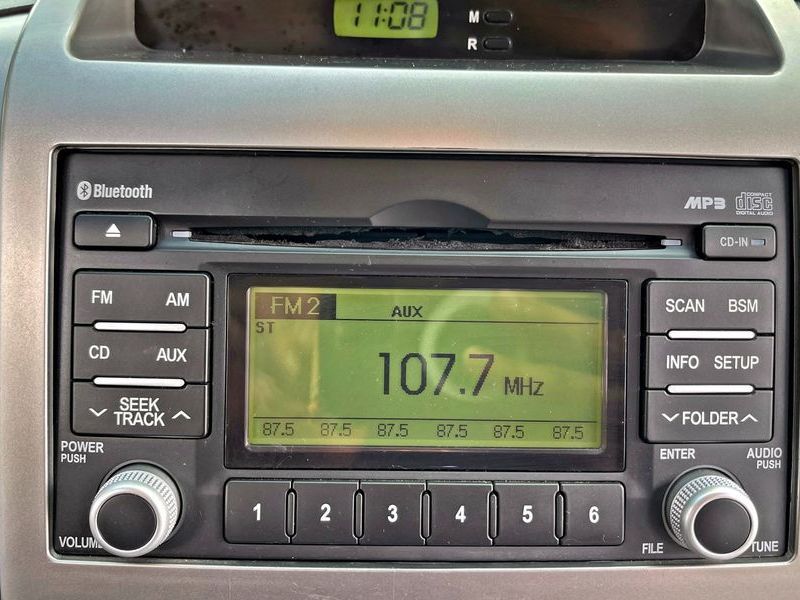 11:08
M
R
Bluetooth
MP3
COMPACT
disc
DIGITAL AUDIO
CD-IN
FM AM
CD AUX
SEEK
TRACK
FM2 AUX
ST
107.7 MHz
87.5 87.5 87.5 87.5 87.5 87.5
SCAN BSM
INFO SETUP
FOLDER
POWER
PUSH
VOLUME
1 2 3 4 5 6
ENTER
AUDIO
PUSH
FILE
TUNE